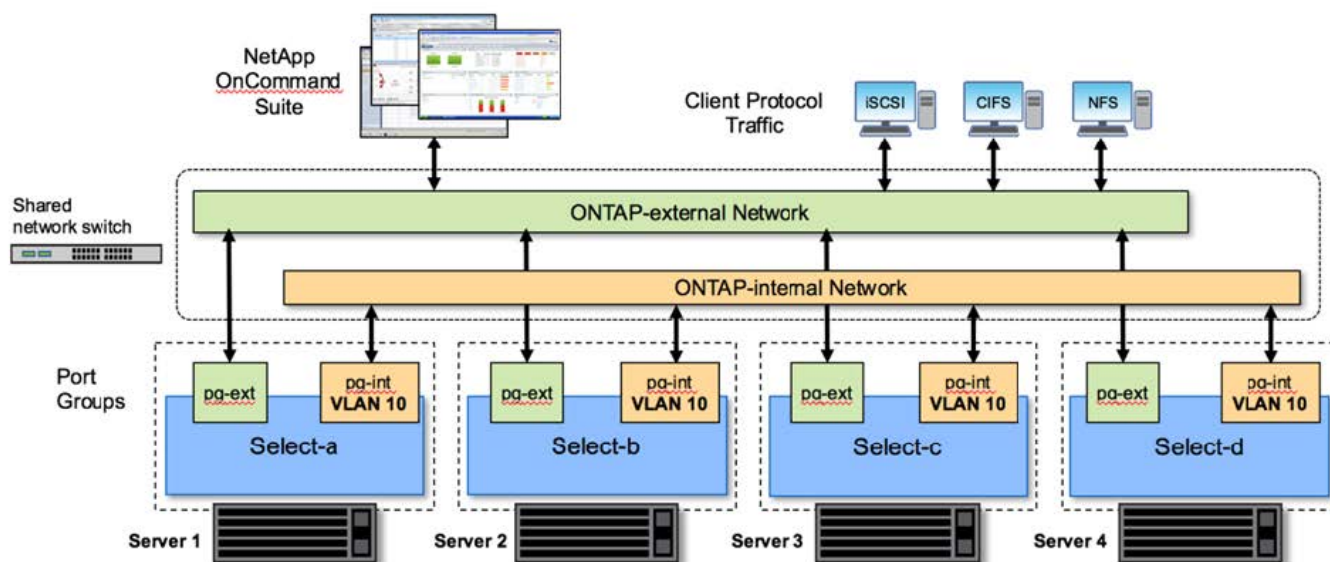 NetApp
OnCommand
Suite
Client Protocol
Traffic
iSCSI
CIFS
NFS
Shared
network switch
ONTAP-external Network
ONTAP-internal Network
Port
Groups
pg-ext
pg-int
VLAN 10
Select-a
pg-ext
pg-int
VLAN 10
Select-b
pg-ext
pg-int
VLAN 10
Select-c
pg-ext
pg-int
VLAN 10
Select-d
Server 1
Server 2
Server 3
Server 4